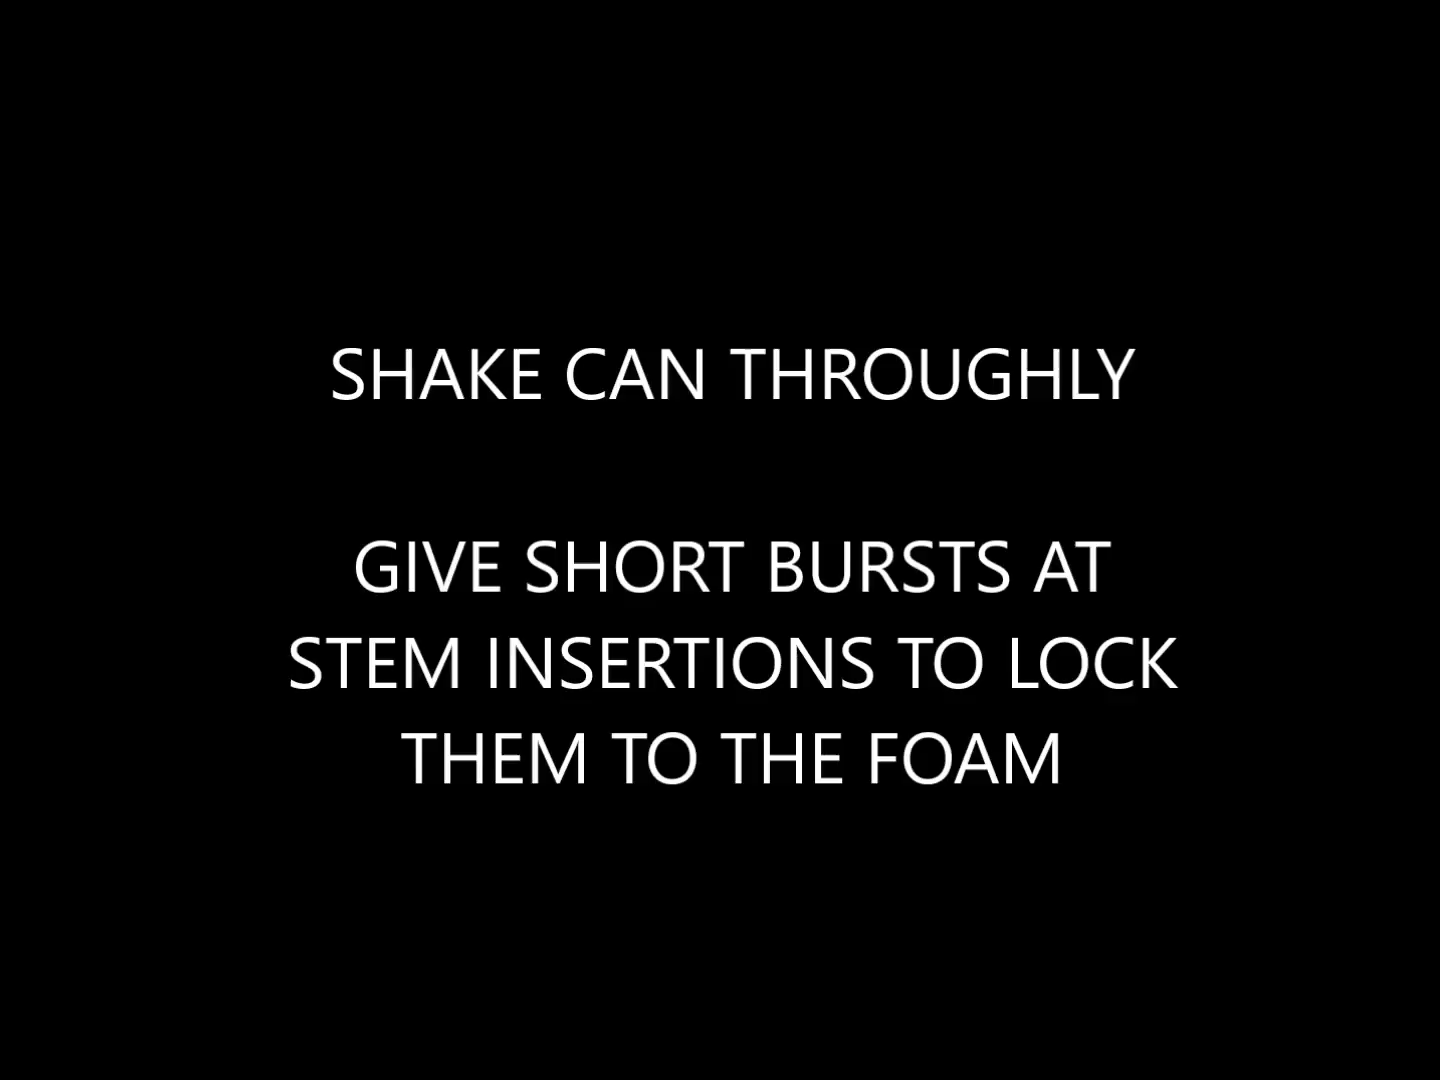 SHAKE CAN THROUGHLY
GIVE SHORT BURSTS AT
STEM INSERTIONS TO LOCK
THEM TO THE FOAM